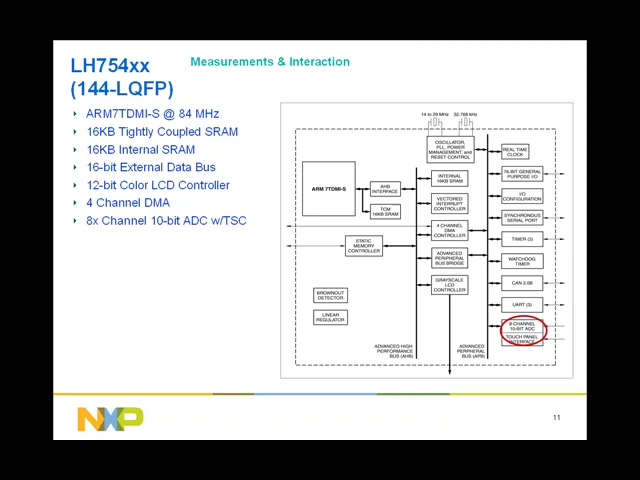 LH754xx
(144-LQFP)
Measurements & Interaction
ARM7TDMI-S @ 84 MHz
16KB Tightly Coupled SRAM
16KB Internal SRAM
16-bit External Data Bus
12-bit Color LCD Controller
4 Channel DMA
8x Channel 10-bit ADC w/TSC
14 to 20 MHz
32.768 kHz
OSCILLATOR,
PLL, POWER
MANAGEMENT, and
RESET CONTROL
REAL TIME
CLOCK
ARM 7TDMI-S
AHB
INTERFACE
TCM
16KB SRAM
INTERNAL
16KB SRAM
76-BIT GENERAL
PURPOSE I/O
VECTORED
INTERRUPT
CONTROLLER
I/O
CONFIGURATION
SYNCHRONOUS
SERIAL PORT
4 CHANNEL
DMA
CONTROLLER
TIMER (3)
STATIC
MEMORY
CONTROLLER
ADVANCED
PERIPHERAL
BUS BRIDGE
WATCHDOG
TIMER
GRAYSCALE
LCD
CONTROLLER
CAN 2.0B
BROWNOUT
DETECTOR
UART (3)
LINEAR
REGULATOR
8 CHANNEL
10-BIT ADC
TOUCH PANEL
INTERFACE
ADVANCED HIGH
PERFORMANCE
BUS (AHB)
ADVANCED
PERIPHERAL
BUS (APB)
NXP
11